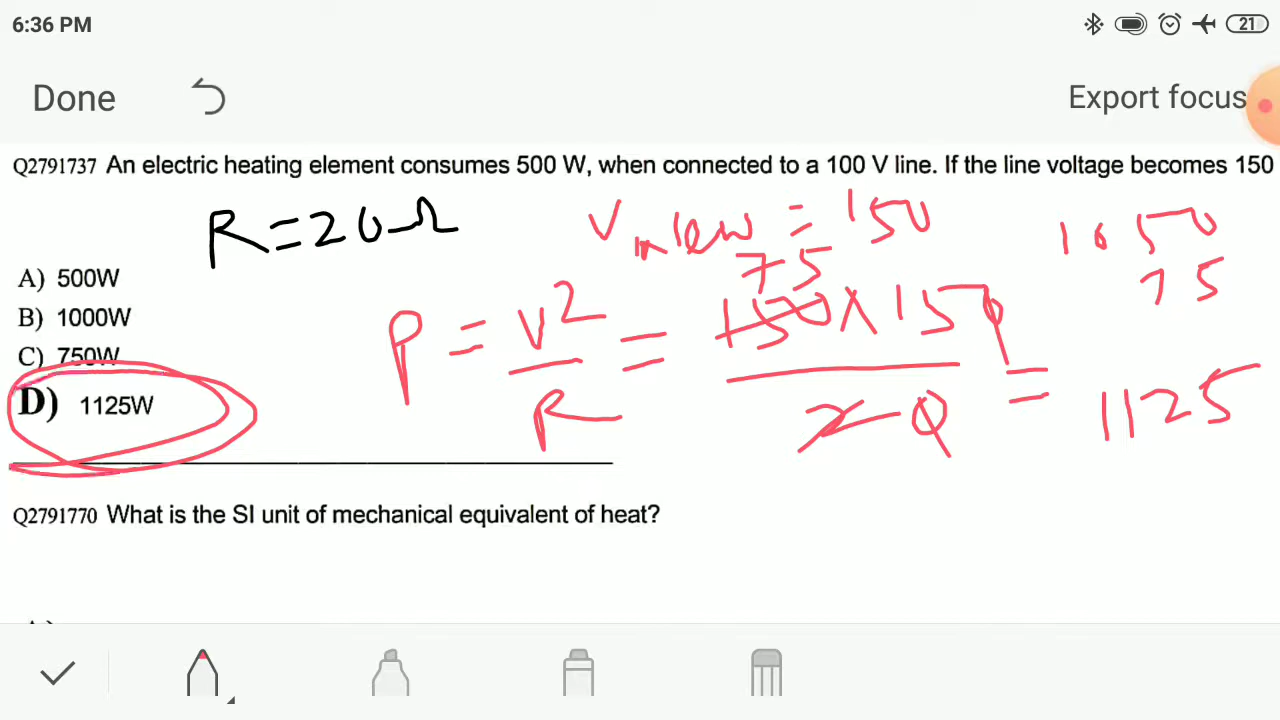 6:36 PM
21
Done
Export focus
Q2791737 An electric heating element consumes 500 W, when connected to a 100 V line. If the line voltage becomes 150
R=20Ω
V = 150
10 50
75
75
A) 500W
B) 1000W
C) 750W
D) 1125W
P = V² / R = 150 X 150 / 20 = 1125
Q2791770 What is the SI unit of mechanical equivalent of heat?